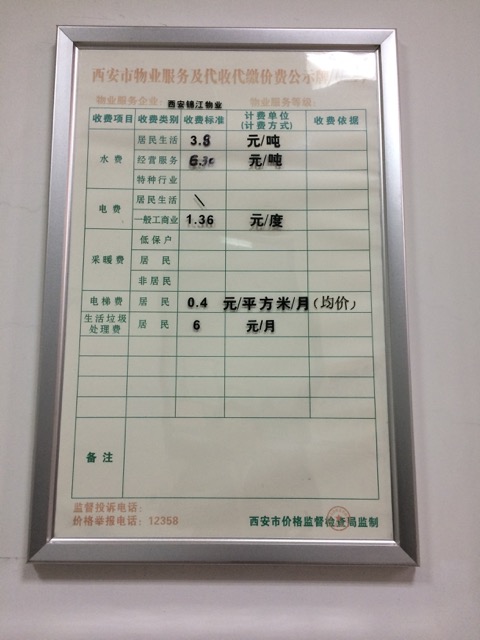 西安市物业服务及代收代缴价费公示牌
物业服务企业：西安锦江物业 物业服务等级：
收费项目 收费类别 收费标准 计费单位（计费方式） 收费依据
水费 居民生活 3.8 元/吨
经营服务 元/吨
特种行业
电费 居民生活 \
一般工商业 1.36 元/度
采暖费 低保户
居民
非居民
电梯费 居民 0.4 元/平方米/月（均价）
生活垃圾处理费 居民 6 元/月
备注
监督投诉电话：
价格举报电话：12358 西安市价格监督检查局监制